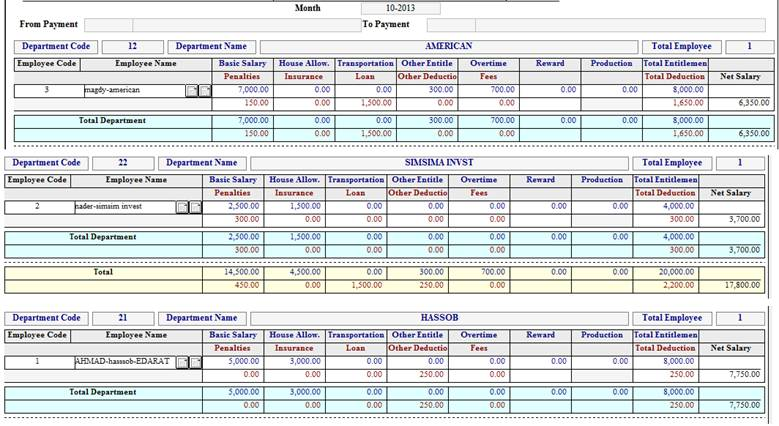 Month 10-2013
From Payment To Payment
Department Code 12 Department Name AMERICAN Total Employee 1
Employee Code Employee Name Basic Salary House Allow. Transportation Other Entitle Overtime Reward Production Total Entitlemen
Penalties Insurance Loan Other Deductio Fees Total Deduction Net Salary
3 magdy-american 7,000.00 0.00 0.00 300.00 700.00 0.00 0.00 8,000.00
150.00 0.00 1,500.00 0.00 0.00 1,650.00 6,350.00
Total Department 7,000.00 0.00 0.00 300.00 700.00 0.00 0.00 8,000.00
150.00 0.00 1,500.00 0.00 0.00 1,650.00 6,350.00
Department Code 22 Department Name SIMSIMA INVST Total Employee 1
Employee Code Employee Name Basic Salary House Allow. Transportation Other Entitle Overtime Reward Production Total Entitlemen
Penalties Insurance Loan Other Deductio Fees Total Deduction Net Salary
2 nader-simsim invest 2,500.00 1,500.00 0.00 0.00 0.00 0.00 0.00 4,000.00
300.00 0.00 0.00 0.00 0.00 300.00 3,700.00
Total Department 2,500.00 1,500.00 0.00 0.00 0.00 0.00 0.00 4,000.00
300.00 0.00 0.00 0.00 0.00 300.00 3,700.00
Total 14,500.00 4,500.00 0.00 300.00 700.00 0.00 0.00 20,000.00
450.00 0.00 1,500.00 250.00 0.00 2,200.00 17,800.00
Department Code 21 Department Name HASSOB Total Employee 1
Employee Code Employee Name Basic Salary House Allow. Transportation Other Entitle Overtime Reward Production Total Entitlemen
Penalties Insurance Loan Other Deductio Fees Total Deduction Net Salary
1 AHMAD-hasssob-EDARAT 5,000.00 3,000.00 0.00 0.00 0.00 0.00 0.00 8,000.00
0.00 0.00 0.00 250.00 0.00 250.00 7,750.00
Total Department 5,000.00 3,000.00 0.00 0.00 0.00 0.00 0.00 8,000.00
0.00 0.00 0.00 250.00 0.00 250.00 7,750.00